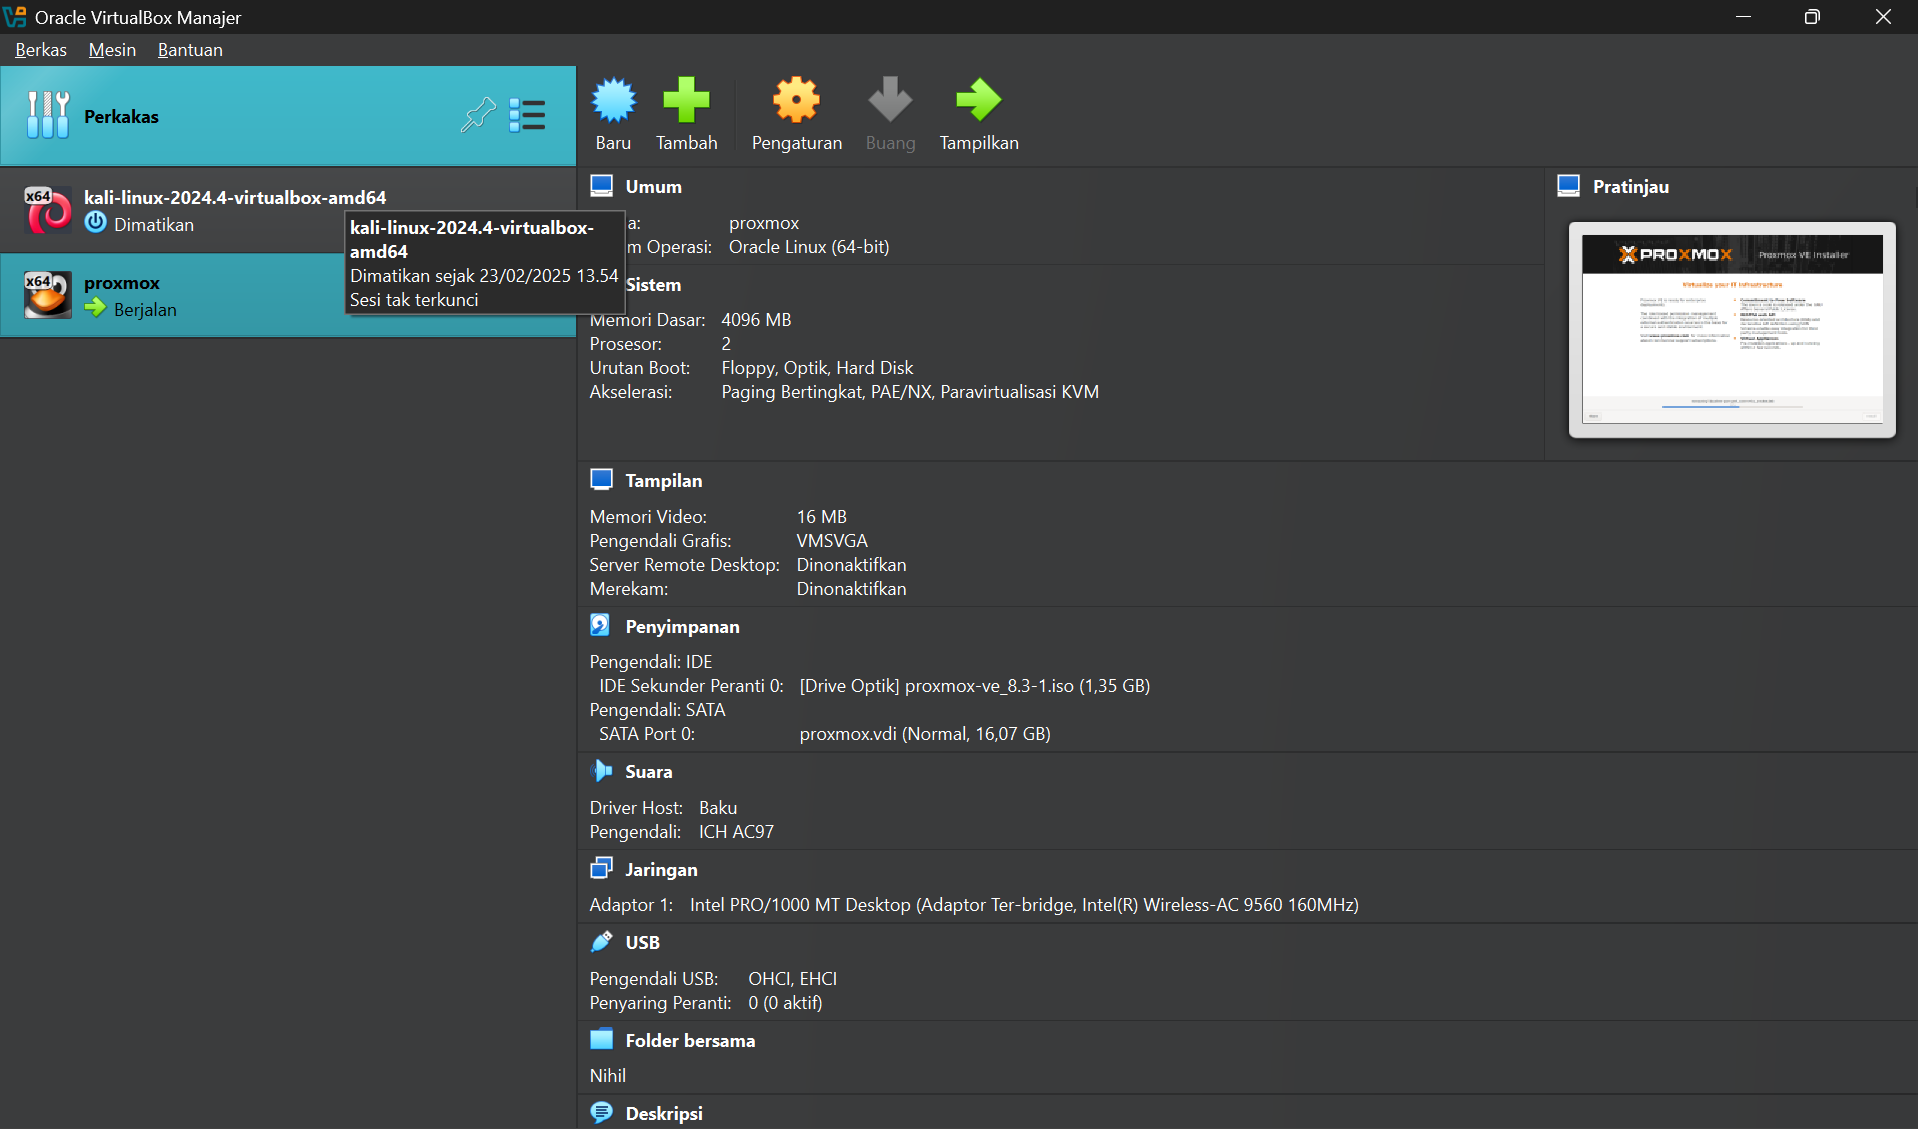 Oracle VirtualBox Manajer
Berkas Mesin Bantuan
Perkakas
Baru Tambah Pengaturan Buang Tampilkan
x64
kali-linux-2024.4-virtualbox-amd64
Dimatikan
x64
proxmox
Berjalan
kali-linux-2024.4-virtualbox-
amd64
Dimatikan sejak 23/02/2025 13.54
Sesi tak terkunci
Umum
a: proxmox
m Operasi: Oracle Linux (64-bit)
Sistem
Memori Dasar: 4096 MB
Prosesor: 2
Urutan Boot: Floppy, Optik, Hard Disk
Akselerasi: Paging Bertingkat, PAE/NX, Paravirtualisasi KVM
Pratinjau
PROXMOX Proxmox VE Installer
Virtualize your IT Infrastructure
Tampilan
Memori Video: 16 MB
Pengendali Grafis: VMSVGA
Server Remote Desktop: Dinonaktifkan
Merekam: Dinonaktifkan
Penyimpanan
Pengendali: IDE
IDE Sekunder Peranti 0: [Drive Optik] proxmox-ve_8.3-1.iso (1,35 GB)
Pengendali: SATA
SATA Port 0: proxmox.vdi (Normal, 16,07 GB)
Suara
Driver Host: Baku
Pengendali: ICH AC97
Jaringan
Adaptor 1: Intel PRO/1000 MT Desktop (Adaptor Ter-bridge, Intel(R) Wireless-AC 9560 160MHz)
USB
Pengendali USB: OHCI, EHCI
Penyaring Peranti: 0 (0 aktif)
Folder bersama
Nihil
Deskripsi